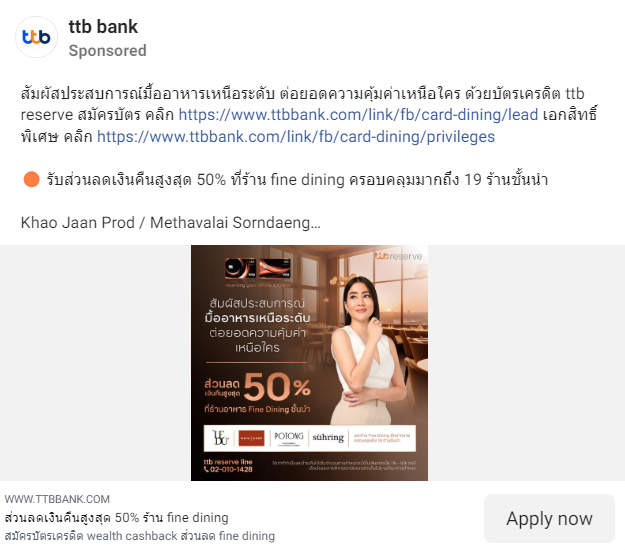 ttb
ttb bank
Sponsored
สัมผัสประสบการณ์มื้ออาหารเหนือระดับ ต่อยอดความคุ้มค่าเหนือใคร ด้วยบัตรเครดิต ttb
reserve สมัครบัตร คลิก https://www.ttbbank.com/link/fb/card-dining/lead เอกสิทธิ์
พิเศษ คลิก https://www.ttbbank.com/link/fb/card-dining/privileges
รับส่วนลดเงินคืนสูงสุด 50% ที่ร้าน fine dining ครอบคลุมมากถึง 19 ร้านชั้นนำ
Khao Jaan Prod / Methavalai Sorndaeng…
ttb reserve
สัมผัสประสบการณ์
มื้ออาหารเหนือระดับ
ต่อยอดความคุ้มค่า
เหนือใคร
ส่วนลด
เงินคืนสูงสุด 50%
ที่ร้านอาหาร Fine Dining ชั้นนำ
POTONG
sühring
ttb reserve line
02-010-1428
WWW.TTBBANK.COM
ส่วนลดเงินคืนสูงสุด 50% ร้าน fine dining
สมัครบัตรเครดิต wealth cashback ส่วนลด fine dining
Apply now